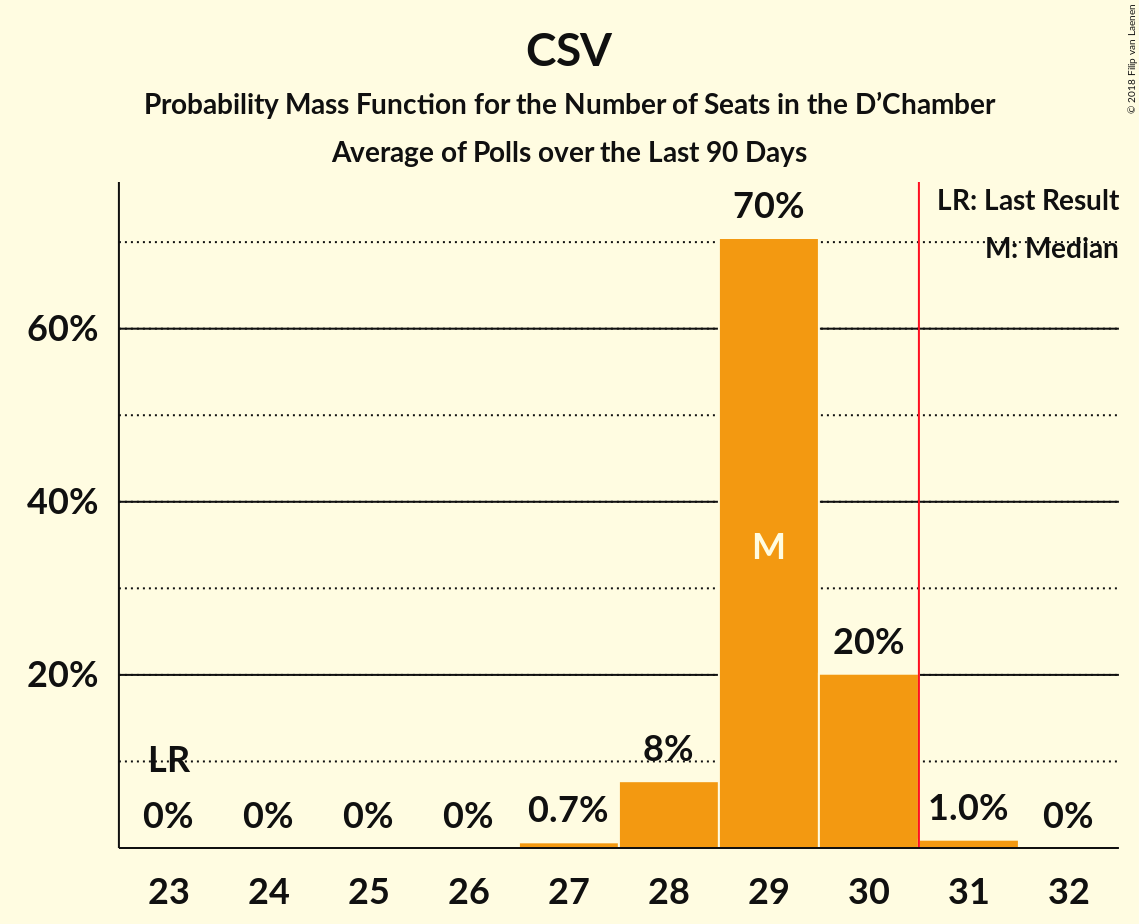 CSV
Probability Mass Function for the Number of Seats in the D’Chamber
Average of Polls over the Last 90 Days
© 2018 Filip van Laenen
LR: Last Result
M: Median
70%
60%
40%
M
20%
20%
LR
8%
0% 0% 0% 0% 0.7% 1.0% 0%
23 24 25 26 27 28 29 30 31 32